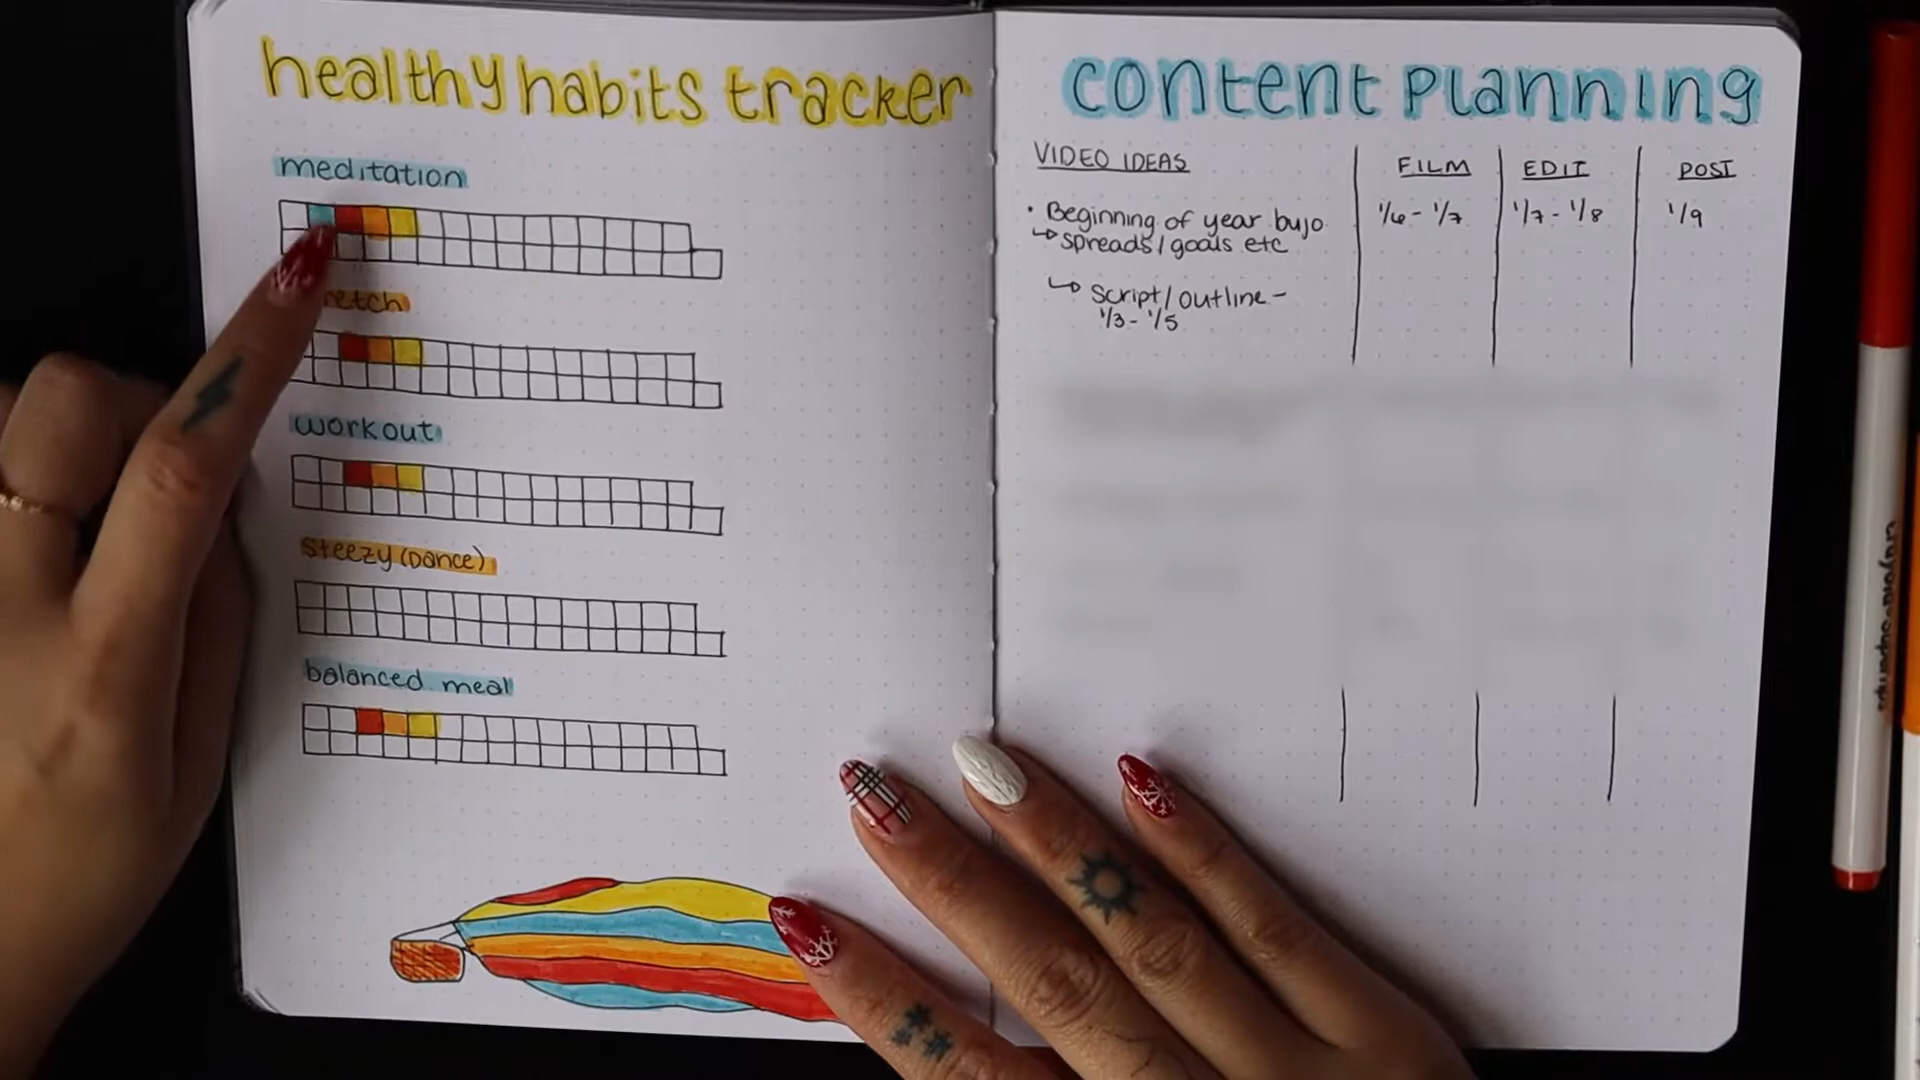 healthy habits tracker
meditation
retch
workout
steezy (Dance)
balanced meal
content planning
VIDEO IDEAS
FILM
EDIT
POST
• Beginning of year bujo
↳ spreads/goals etc
1/6 - 1/7
1/7 - 1/8
1/9
↳ Script/outline -
1/3 - 1/5
crayola